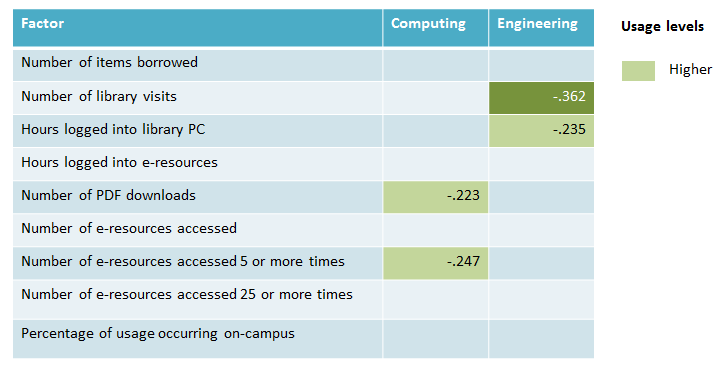 Factor Computing Engineering
Number of items borrowed
Number of library visits -.362
Hours logged into library PC -.235
Hours logged into e-resources
Number of PDF downloads -.223
Number of e-resources accessed
Number of e-resources accessed 5 or more times -.247
Number of e-resources accessed 25 or more times
Percentage of usage occurring on-campus
Usage levels
Higher